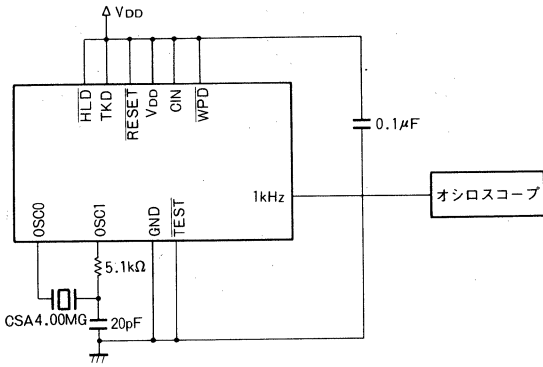 VDD
HLD
TKD
RESET
VDD
CIN
WPD
0.1μF
1kHz
オシロスコープ
OSC0
OSC1
GND
TEST
5.1kΩ
CSA4.00MG
20pF